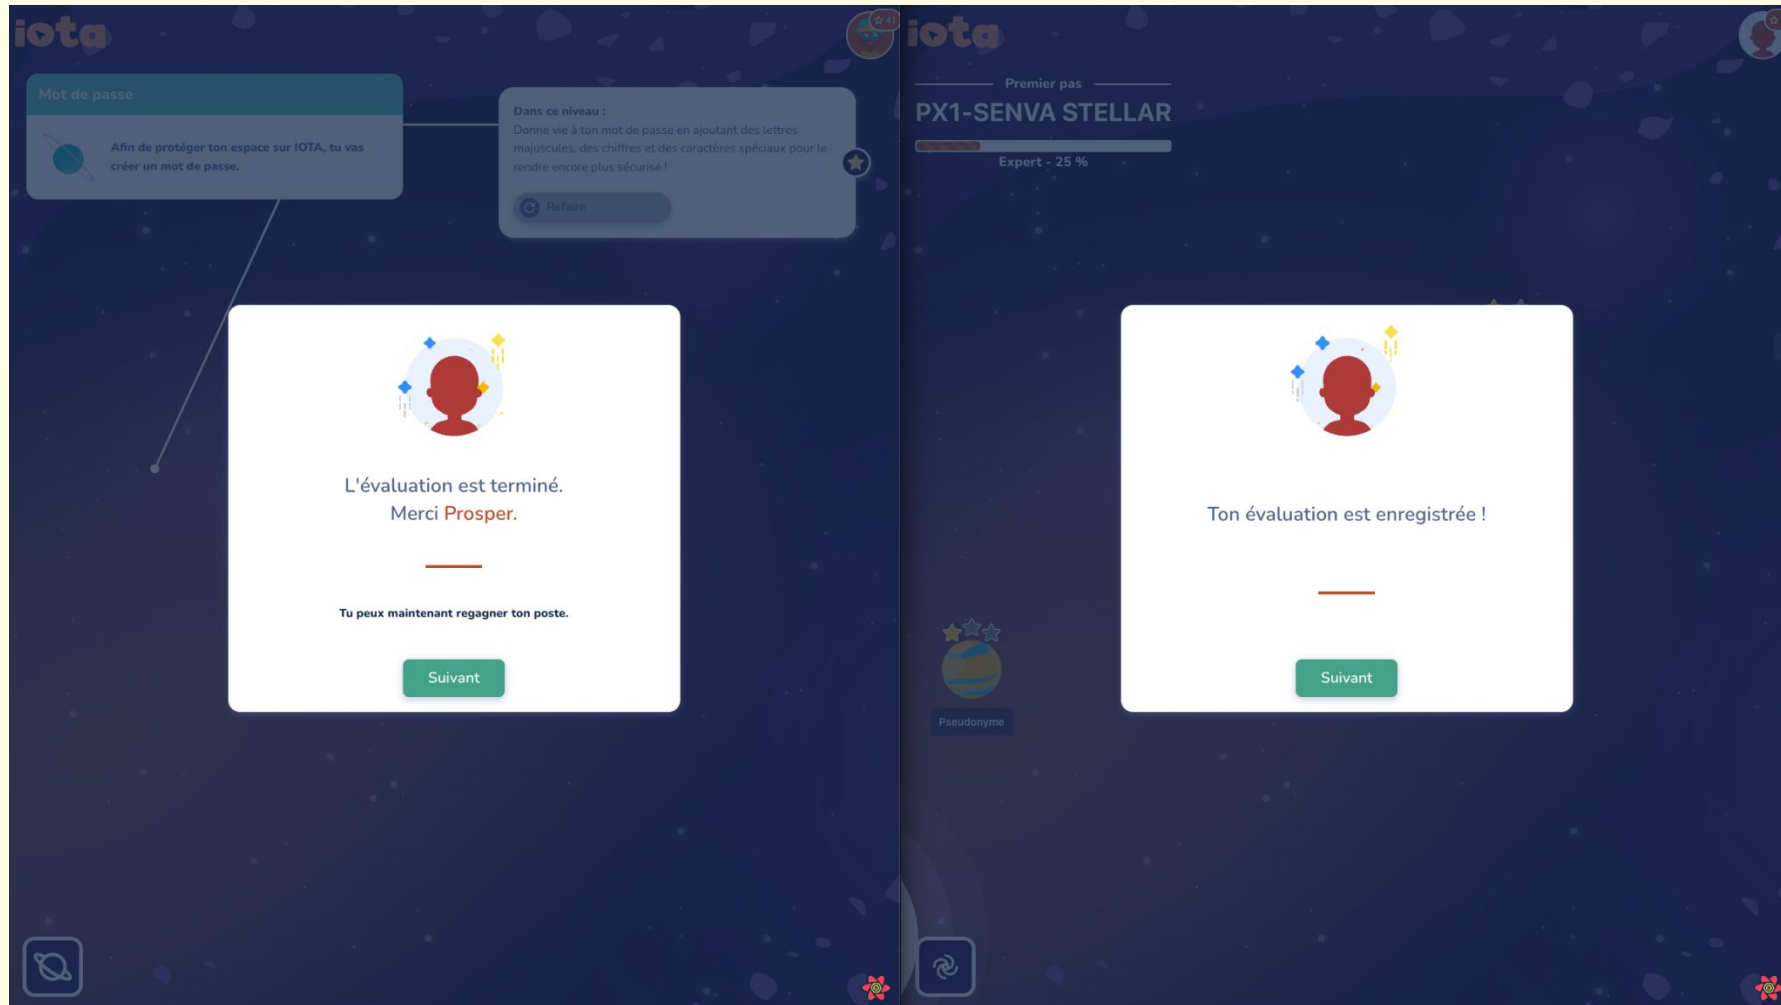 iota
41
Mot de passe
Afin de protéger ton espace sur IOTA, tu vas
créer un mot de passe.
Dans ce niveau :
Donne vie à ton mot de passe en ajoutant des lettres
majuscules, des chiffres et des caractères spéciaux pour le
rendre encore plus sécurisé !
Refaire
L'évaluation est terminé.
Merci Prosper.
Tu peux maintenant regagner ton poste.
Suivant
iota
Premier pas
PX1-SENVA STELLAR
Expert - 25 %
Ton évaluation est enregistrée !
Suivant
Pseudonyme